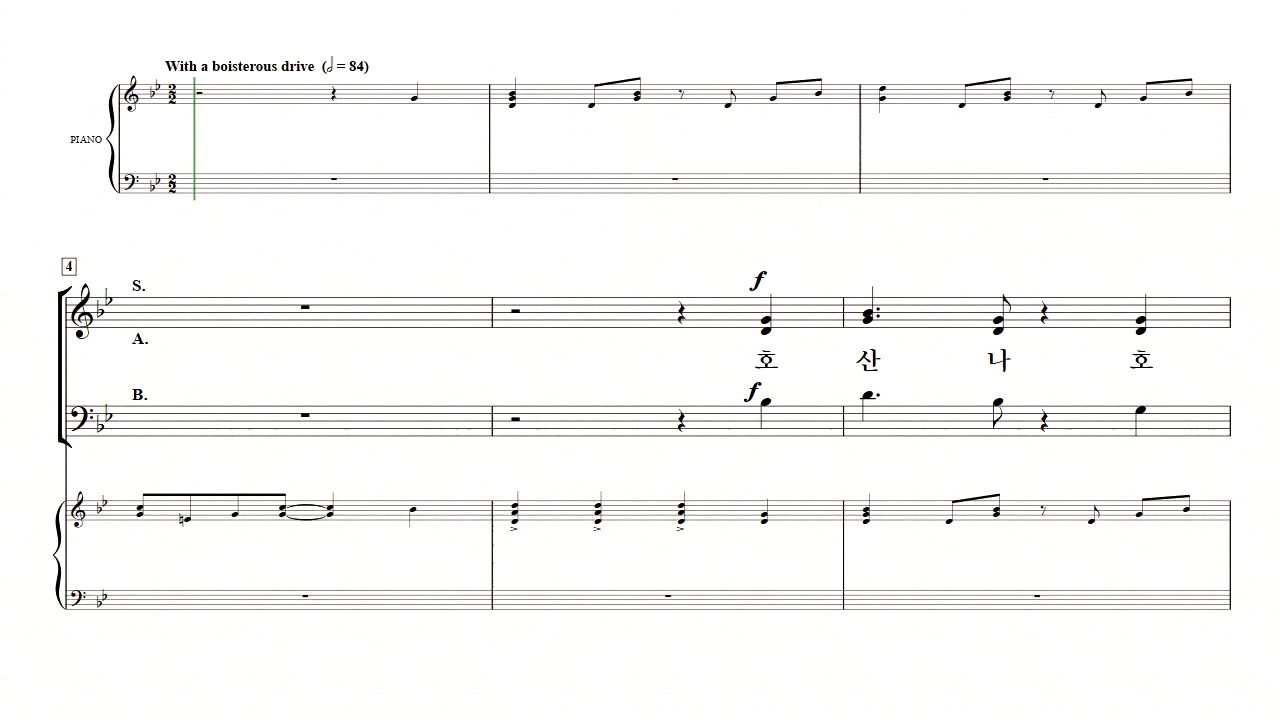 With a boisterous drive (𝅗𝅥 = 84)
PIANO
4
S.
f
A.
호 산 나 호
B.
f